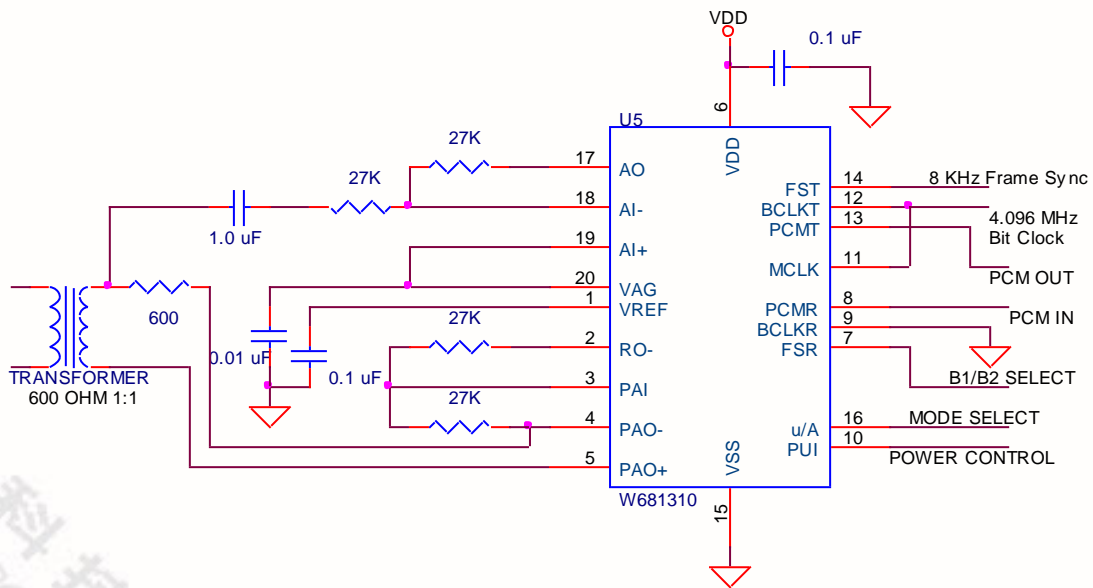 VDD
0.1 uF
6
U5
VDD
27K
17
AO
27K
18
AI-
1.0 uF
19
AI+
20
VAG
1
VREF
600
0.01 uF
0.1 uF
27K
2
RO-
3
PAI
27K
4
PAO-
5
PAO+
TRANSFORMER
600 OHM 1:1
FST
14
8 KHz Frame Sync
BCLKT
12
4.096 MHz
Bit Clock
PCMT
13
PCM OUT
MCLK
11
PCMR
8
PCM IN
BCLKR
9
FSR
7
B1/B2 SELECT
u/A
16
MODE SELECT
PUI
10
POWER CONTROL
VSS
W681310
15
科